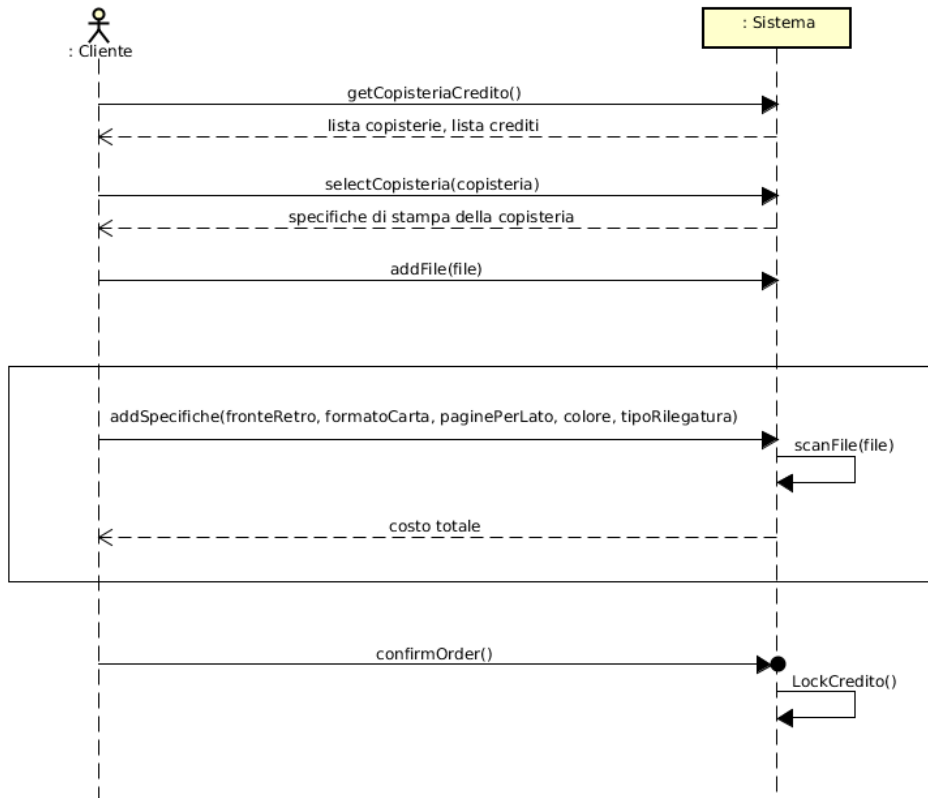 : Cliente
: Sistema
getCopisteriaCredito()
lista copisterie, lista crediti
selectCopisteria(copisteria)
specifiche di stampa della copisteria
addFile(file)
addSpecifiche(fronteRetro, formatoCarta, paginePerLato, colore, tipoRilegatura)
scanFile(file)
costo totale
confirmOrder()
LockCredito()